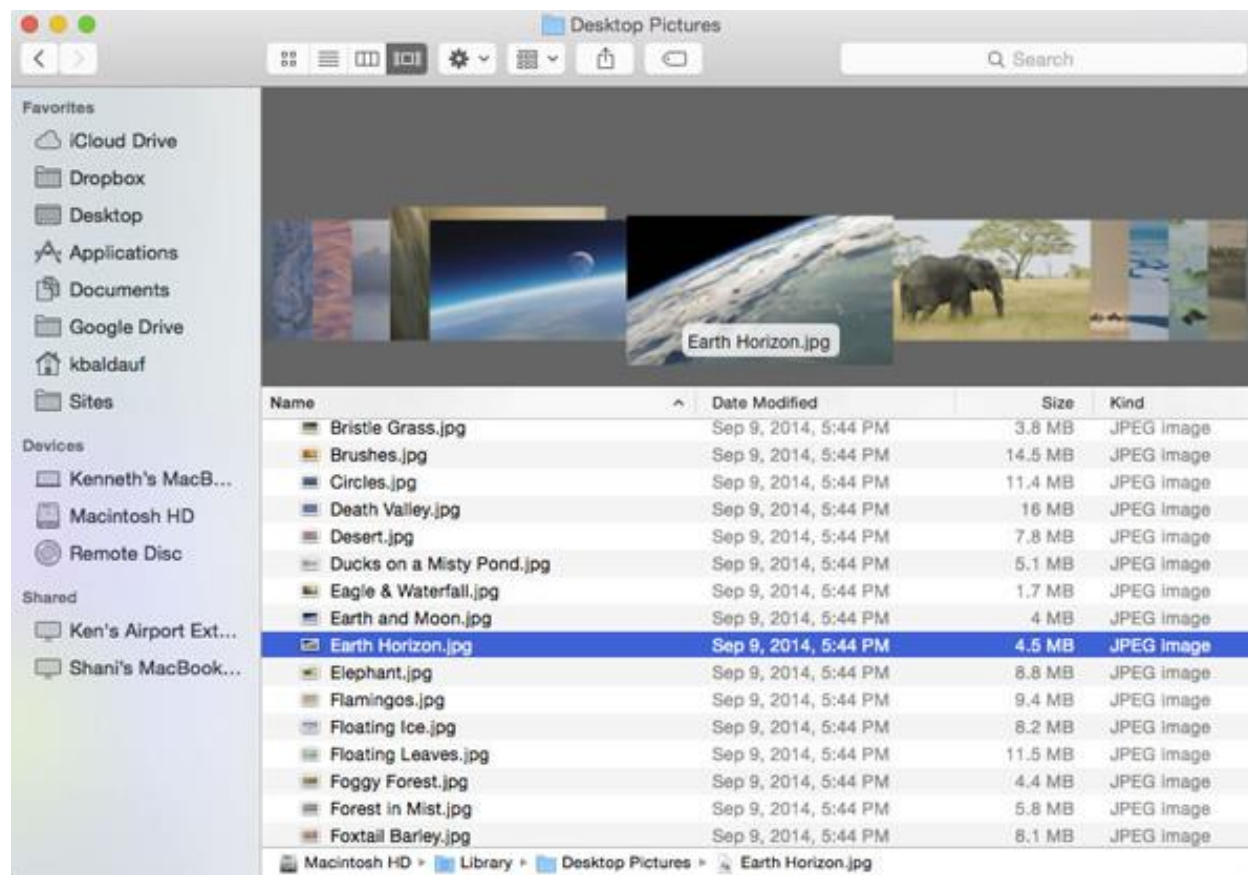 Desktop Pictures
Search
Favorites
iCloud Drive
Dropbox
Desktop
Applications
Documents
Google Drive
kbaldauf
Sites
Devices
Kenneth's MacB...
Macintosh HD
Remote Disc
Shared
Ken's Airport Ext...
Shani's MacBook...
Earth Horizon.jpg
Name Date Modified Size Kind
Bristle Grass.jpg Sep 9, 2014, 5:44 PM 3.8 MB JPEG image
Brushes.jpg Sep 9, 2014, 5:44 PM 14.5 MB JPEG image
Circles.jpg Sep 9, 2014, 5:44 PM 11.4 MB JPEG image
Death Valley.jpg Sep 9, 2014, 5:44 PM 16 MB JPEG image
Desert.jpg Sep 9, 2014, 5:44 PM 7.8 MB JPEG image
Ducks on a Misty Pond.jpg Sep 9, 2014, 5:44 PM 5.1 MB JPEG image
Eagle & Waterfall.jpg Sep 9, 2014, 5:44 PM 1.7 MB JPEG image
Earth and Moon.jpg Sep 9, 2014, 5:44 PM 4 MB JPEG image
Earth Horizon.jpg Sep 9, 2014, 5:44 PM 4.5 MB JPEG image
Elephant.jpg Sep 9, 2014, 5:44 PM 8.8 MB JPEG image
Flamingos.jpg Sep 9, 2014, 5:44 PM 9.4 MB JPEG image
Floating Ice.jpg Sep 9, 2014, 5:44 PM 8.2 MB JPEG image
Floating Leaves.jpg Sep 9, 2014, 5:44 PM 11.5 MB JPEG image
Foggy Forest.jpg Sep 9, 2014, 5:44 PM 4.4 MB JPEG image
Forest in Mist.jpg Sep 9, 2014, 5:44 PM 5.8 MB JPEG image
Foxtail Barley.jpg Sep 9, 2014, 5:44 PM 8.1 MB JPEG image
Macintosh HD ▸ Library ▸ Desktop Pictures ▸ Earth Horizon.jpg